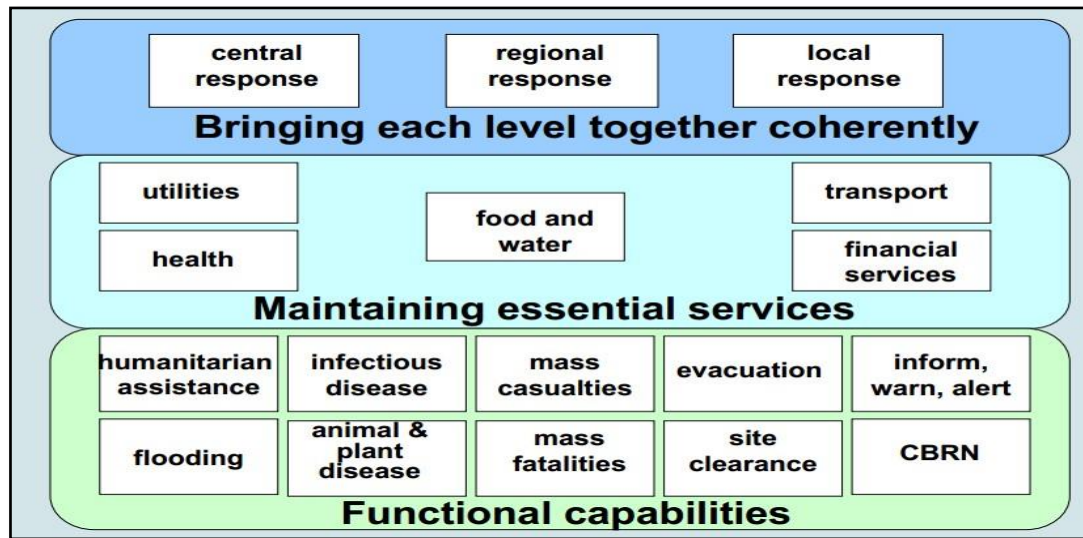 central
response
regional
response
local
response
Bringing each level together coherently
utilities
food and
water
transport
health
financial
services
Maintaining essential services
humanitarian
assistance
infectious
disease
mass
casualties
evacuation
inform,
warn, alert
flooding
animal &
plant
disease
mass
fatalities
site
clearance
CBRN
Functional capabilities